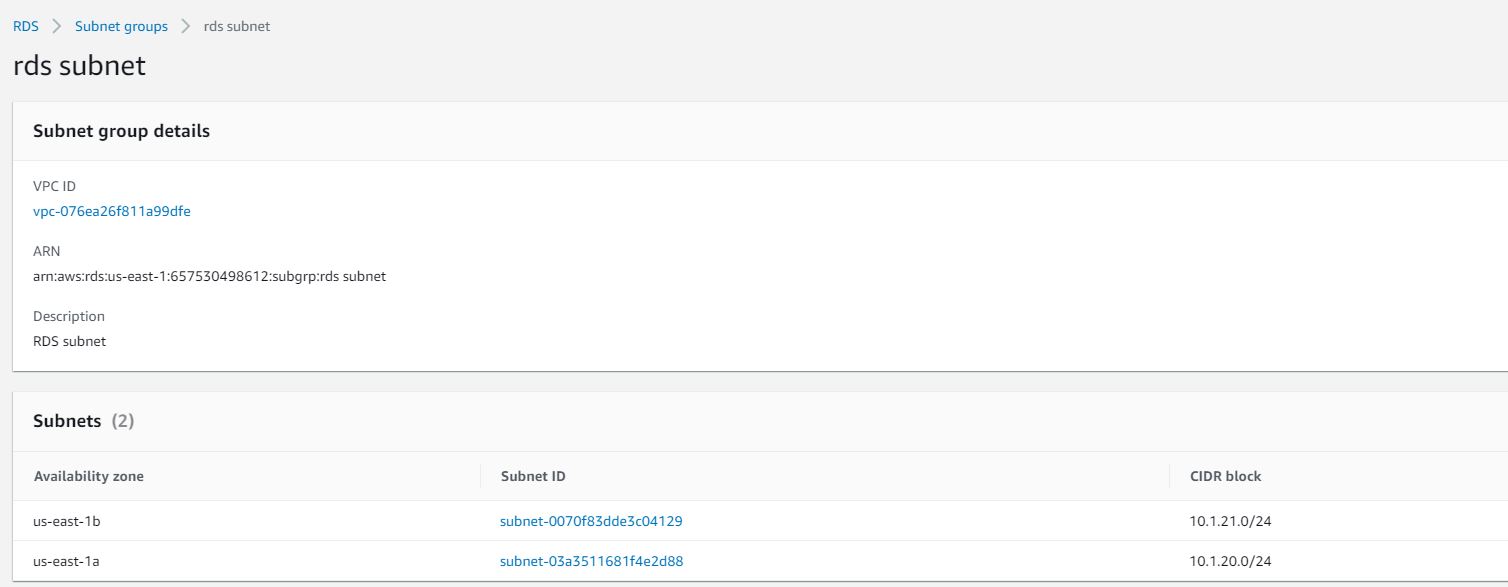 RDS > Subnet groups > rds subnet
rds subnet
Subnet group details
VPC ID
vpc-076ea26f811a99dfe
ARN
arn:aws:rds:us-east-1:657530498612:subgrp:rds subnet
Description
RDS subnet
Subnets (2)
Availability zone Subnet ID CIDR block
us-east-1b subnet-0070f83dde3c04129 10.1.21.0/24
us-east-1a subnet-03a3511681f4e2d88 10.1.20.0/24